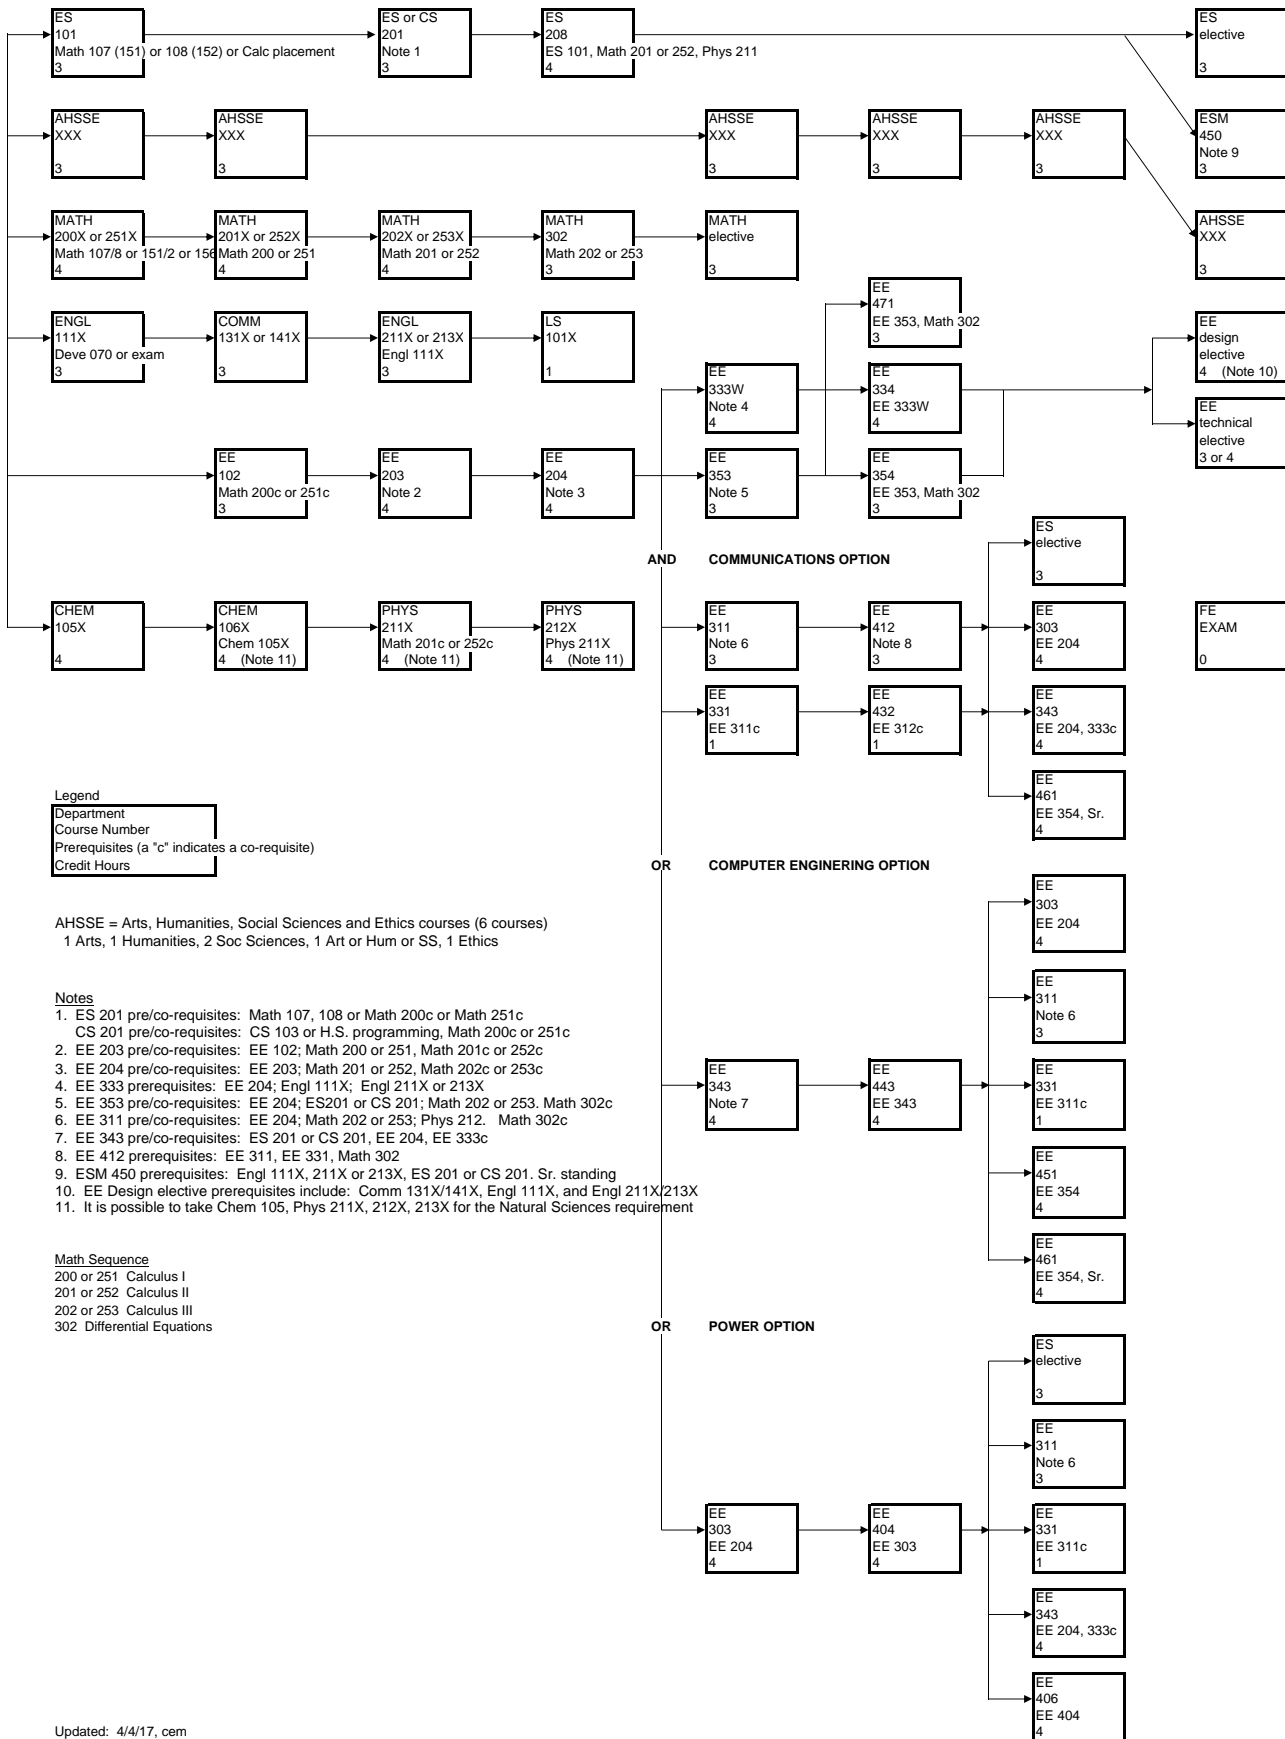 ES
101
Math 107 (151) or 108 (152) or Calc placement
3
ES or CS
201
Note 1
3
ES
208
ES 101, Math 201 or 252, Phys 211
4
ES
elective
3
AHSSE
XXX
3
AHSSE
XXX
3
AHSSE
XXX
3
AHSSE
XXX
3
AHSSE
XXX
3
ESM
450
Note 9
3
MATH
200X or 251X
Math 107/8 or 151/2 or 156
4
MATH
201X or 252X
Math 200 or 251
4
MATH
202X or 253X
Math 201 or 252
4
MATH
302
Math 202 or 253
3
MATH
elective
3
AHSSE
XXX
3
EE
471
EE 353, Math 302
3
ENGL
111X
Deve 070 or exam
3
COMM
131X or 141X
3
ENGL
211X or 213X
Engl 111X
3
LS
101X
1
EE
design
elective
4 (Note 10)
EE
333W
Note 4
4
EE
334
EE 333W
4
EE
technical
elective
3 or 4
EE
102
Math 200c or 251c
3
EE
203
Note 2
4
EE
204
Note 3
4
EE
353
Note 5
3
EE
354
EE 353, Math 302
3
AND COMMUNICATIONS OPTION
ES
elective
3
CHEM
105X
4
CHEM
106X
Chem 105X
4 (Note 11)
PHYS
211X
Math 201c or 252c
4 (Note 11)
PHYS
212X
Phys 211X
4 (Note 11)
EE
311
Note 6
3
EE
412
Note 8
3
EE
303
EE 204
4
FE
EXAM
0
EE
331
EE 311c
1
EE
432
EE 312c
1
EE
343
EE 204, 333c
4
EE
461
EE 354, Sr.
4
Legend
Department
Course Number
Prerequisites (a "c" indicates a co-requisite)
Credit Hours
OR COMPUTER ENGINERING OPTION
EE
303
EE 204
4
AHSSE = Arts, Humanities, Social Sciences and Ethics courses (6 courses)
1 Arts, 1 Humanities, 2 Soc Sciences, 1 Art or Hum or SS, 1 Ethics
EE
311
Note 6
3
Notes
1. ES 201 pre/co-requisites: Math 107, 108 or Math 200c or Math 251c
CS 201 pre/co-requisites: CS 103 or H.S. programming, Math 200c or 251c
2. EE 203 pre/co-requisites: EE 102; Math 200 or 251, Math 201c or 252c
3. EE 204 pre/co-requisites: EE 203; Math 201 or 252, Math 202c or 253c
4. EE 333 prerequisites: EE 204; Engl 111X; Engl 211X or 213X
5. EE 353 pre/co-requisites: EE 204; ES201 or CS 201; Math 202 or 253. Math 302c
6. EE 311 pre/co-requisites: EE 204; Math 202 or 253; Phys 212. Math 302c
7. EE 343 pre/co-requisites: ES 201 or CS 201, EE 204, EE 333c
8. EE 412 prerequisites: EE 311, EE 331, Math 302
9. ESM 450 prerequisites: Engl 111X, 211X or 213X, ES 201 or CS 201. Sr. standing
10. EE Design elective prerequisites include: Comm 131X/141X, Engl 111X, and Engl 211X/213X
11. It is possible to take Chem 105, Phys 211X, 212X, 213X for the Natural Sciences requirement
EE
343
Note 7
4
EE
443
EE 343
4
EE
331
EE 311c
1
EE
451
EE 354
4
EE
461
EE 354, Sr.
4
Math Sequence
200 or 251 Calculus I
201 or 252 Calculus II
202 or 253 Calculus III
302 Differential Equations
OR POWER OPTION
ES
elective
3
EE
311
Note 6
3
EE
303
EE 204
4
EE
404
EE 303
4
EE
331
EE 311c
1
EE
343
EE 204, 333c
4
EE
406
EE 404
4
Updated: 4/4/17, cem